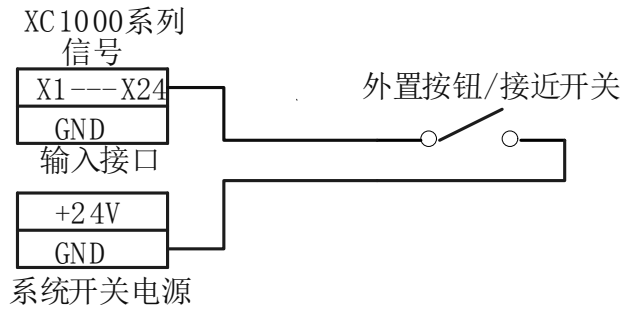 XC1000系列
信号
X1---X24
GND
输入接口
外置按钮/接近开关
+24V
GND
系统开关电源